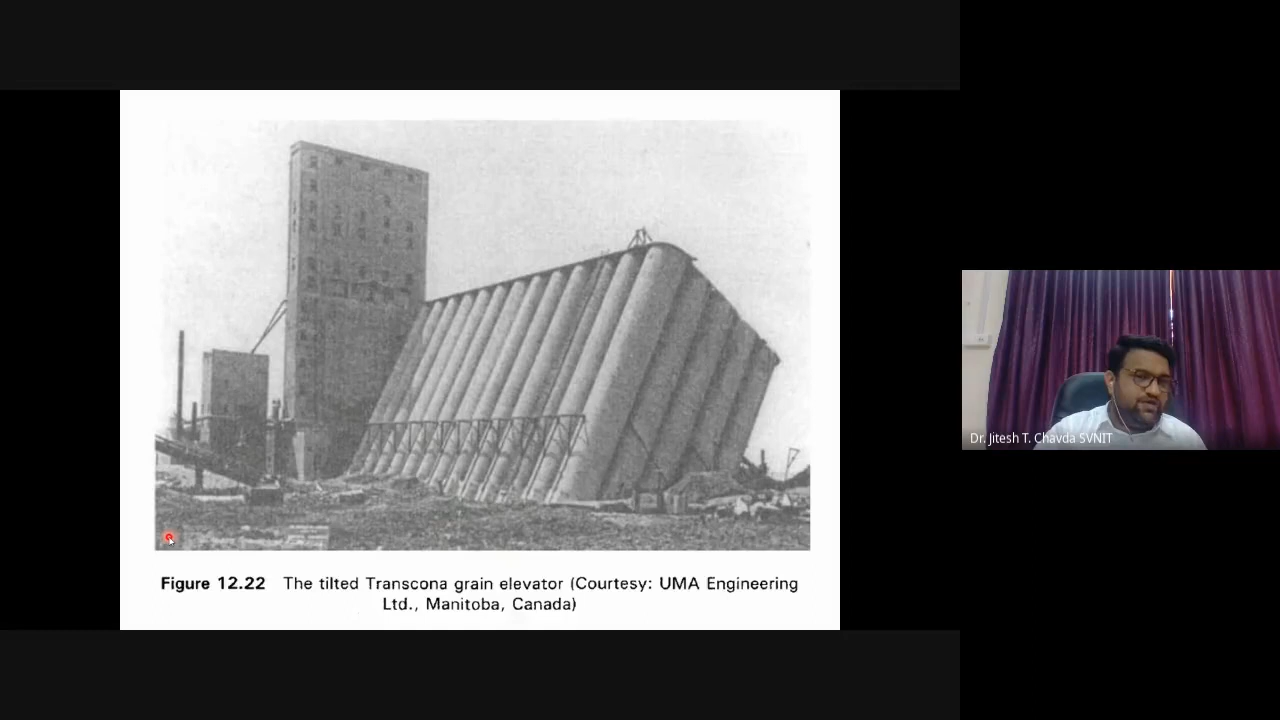 Figure 12.22 The tilted Transcona grain elevator (Courtesy: UMA Engineering
Ltd., Manitoba, Canada)
Dr. Jitesh T. Chavda SVNIT